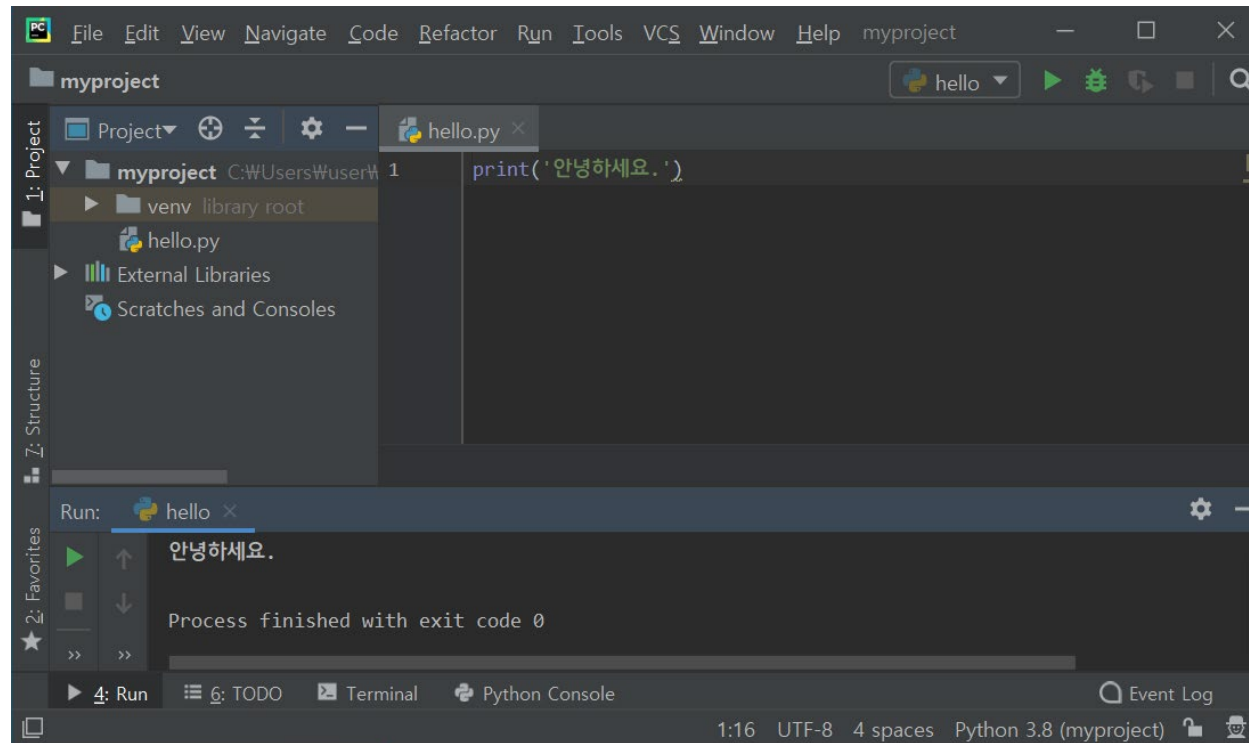 PC File Edit View Navigate Code Refactor Run Tools VCS Window Help myproject
myproject hello
1: Project
Project hello.py
myproject C:₩Users₩user₩ 1 print('안녕하세요.')
venv library root
hello.py
External Libraries
Scratches and Consoles
Z: Structure
2: Favorites
Run: hello
안녕하세요.
Process finished with exit code 0
4: Run 6: TODO Terminal Python Console Event Log
1:16 UTF-8 4 spaces Python 3.8 (myproject)